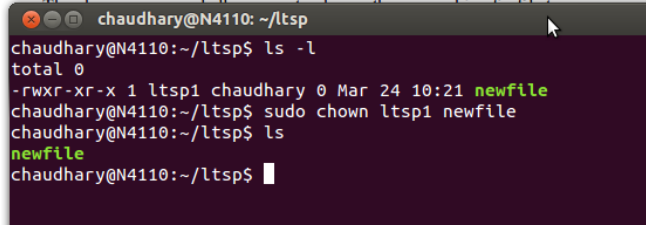 chaudhary@N4110: ~/ltsp
chaudhary@N4110:~/ltsp$ ls -l
total 0
-rwxr-xr-x 1 ltsp1 chaudhary 0 Mar 24 10:21 newfile
chaudhary@N4110:~/ltsp$ sudo chown ltsp1 newfile
chaudhary@N4110:~/ltsp$ ls
newfile
chaudhary@N4110:~/ltsp$